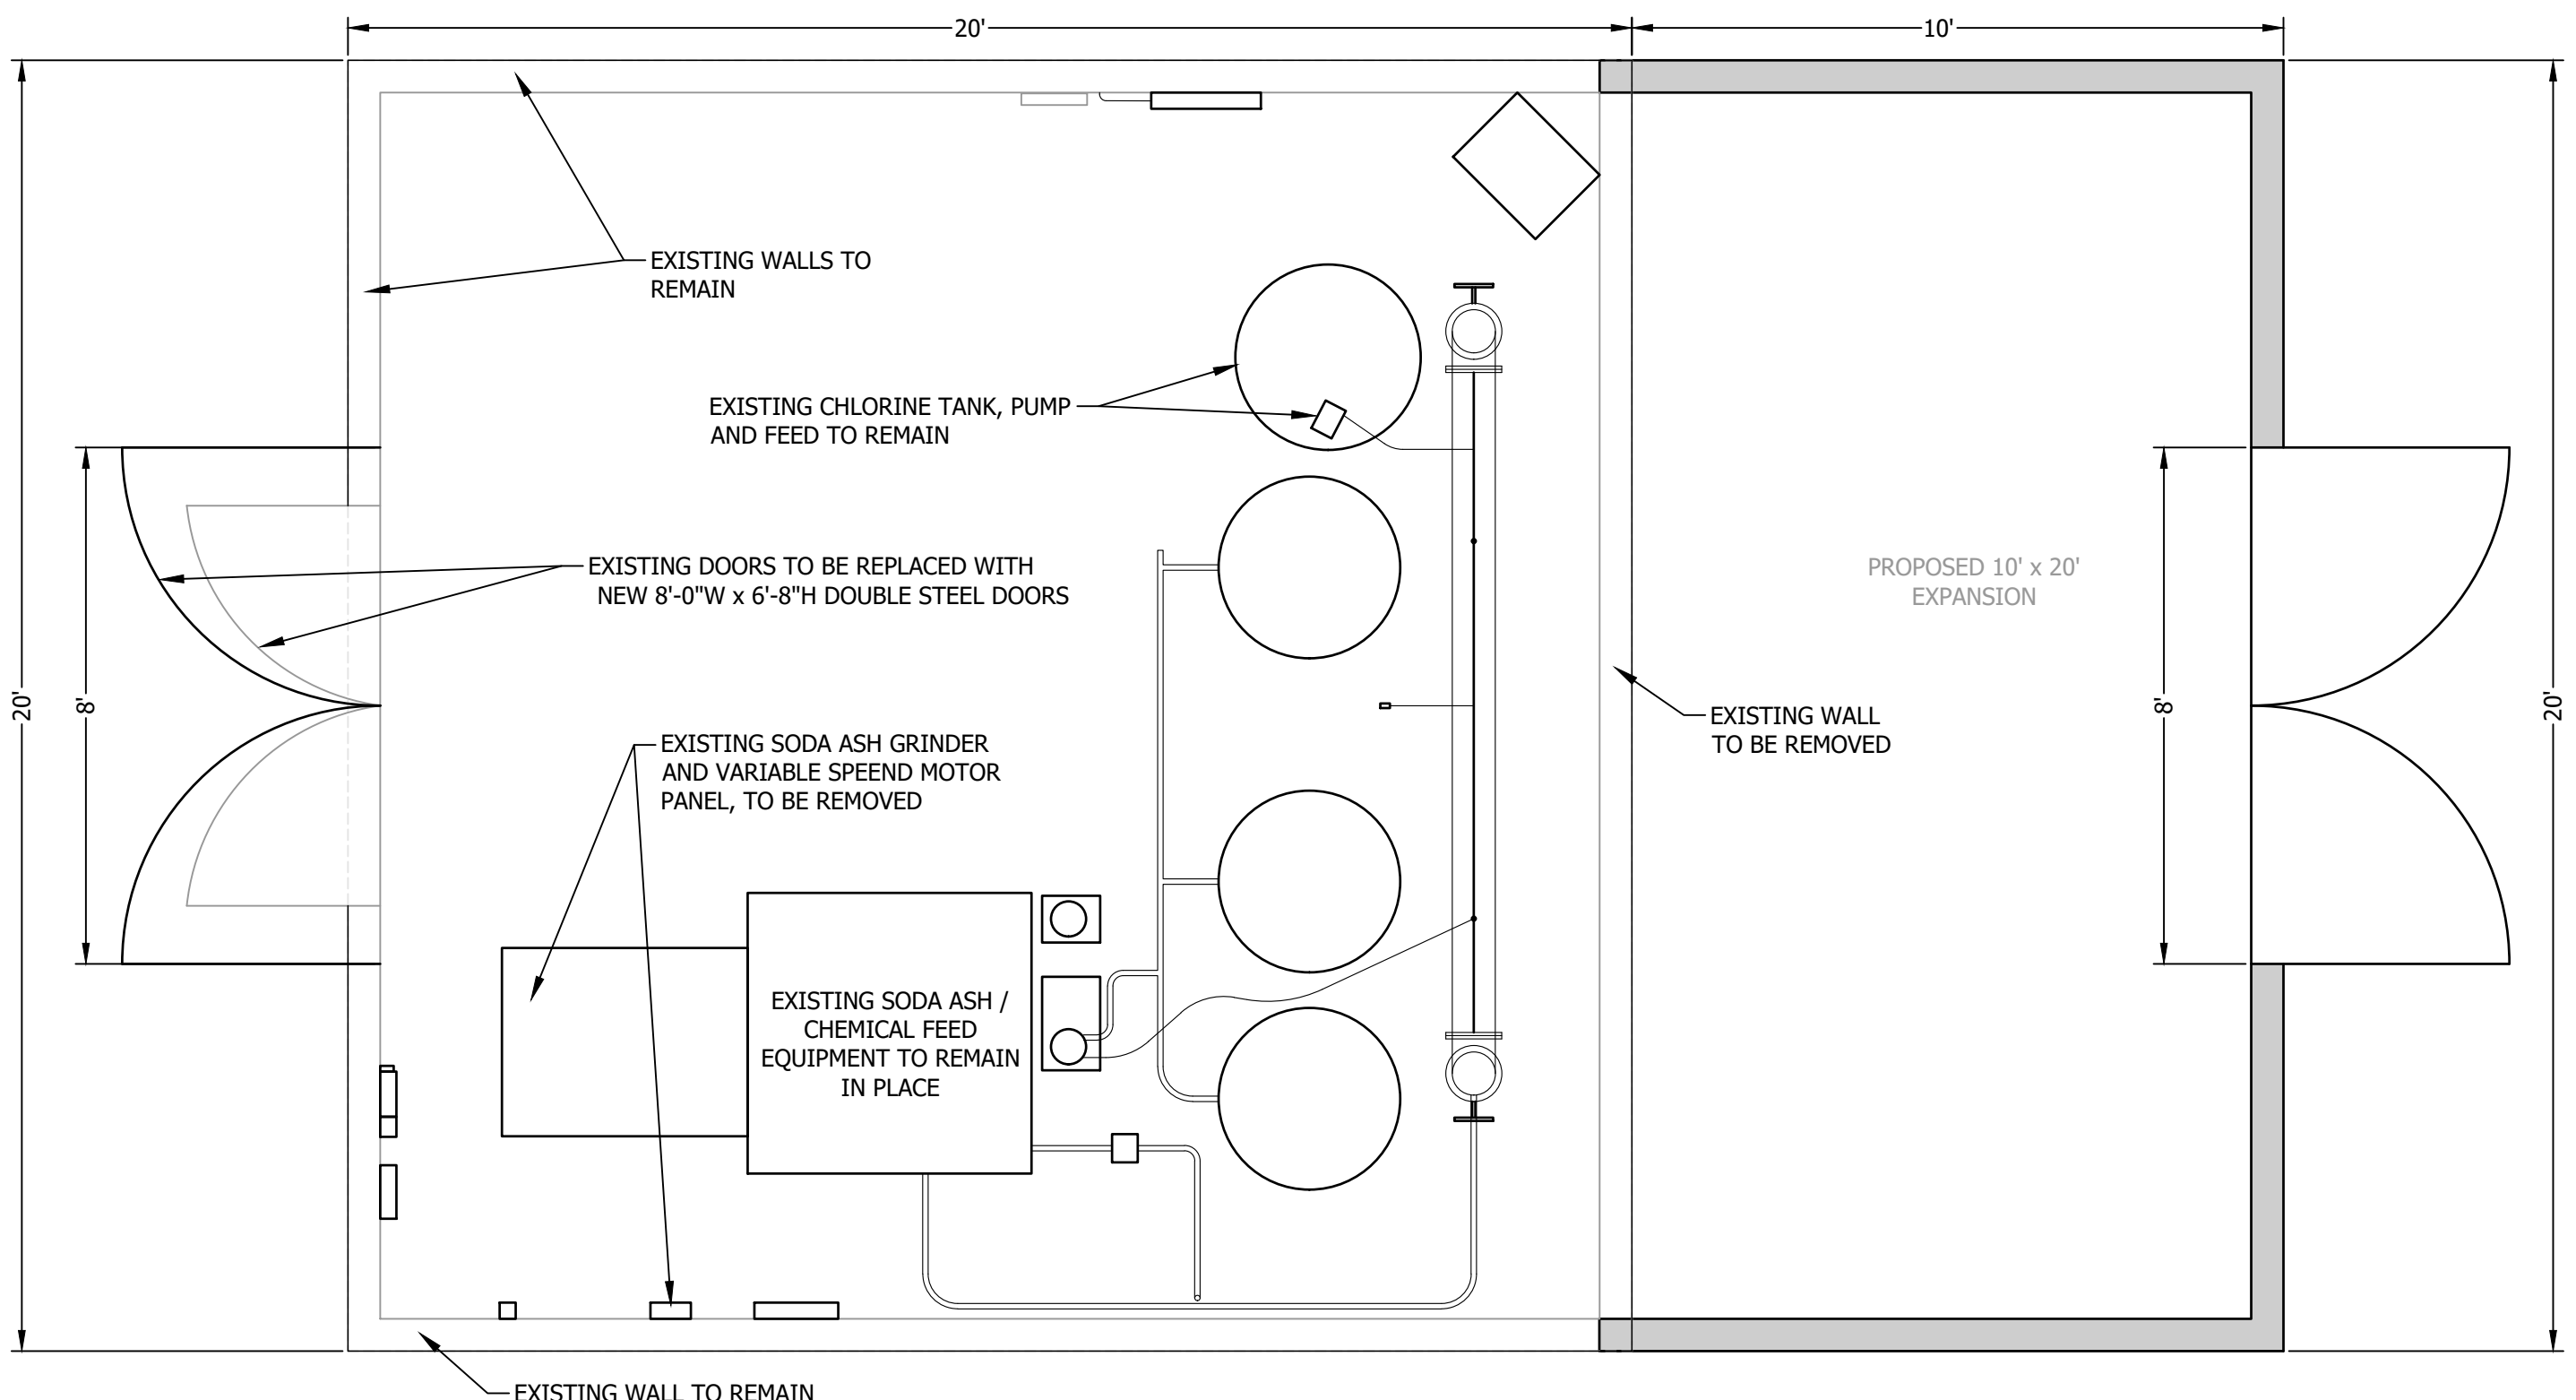 20'
10'
EXISTING WALLS TO
REMAIN
EXISTING CHLORINE TANK, PUMP
AND FEED TO REMAIN
EXISTING DOORS TO BE REPLACED WITH
NEW 8'-0"W x 6'-8"H DOUBLE STEEL DOORS
PROPOSED 10' x 20'
EXPANSION
20'
8'
EXISTING SODA ASH GRINDER
AND VARIABLE SPEEND MOTOR
PANEL, TO BE REMOVED
EXISTING WALL
TO BE REMOVED
8'
20'
EXISTING SODA ASH /
CHEMICAL FEED
EQUIPMENT TO REMAIN
IN PLACE
EXISTING WALL TO REMAIN